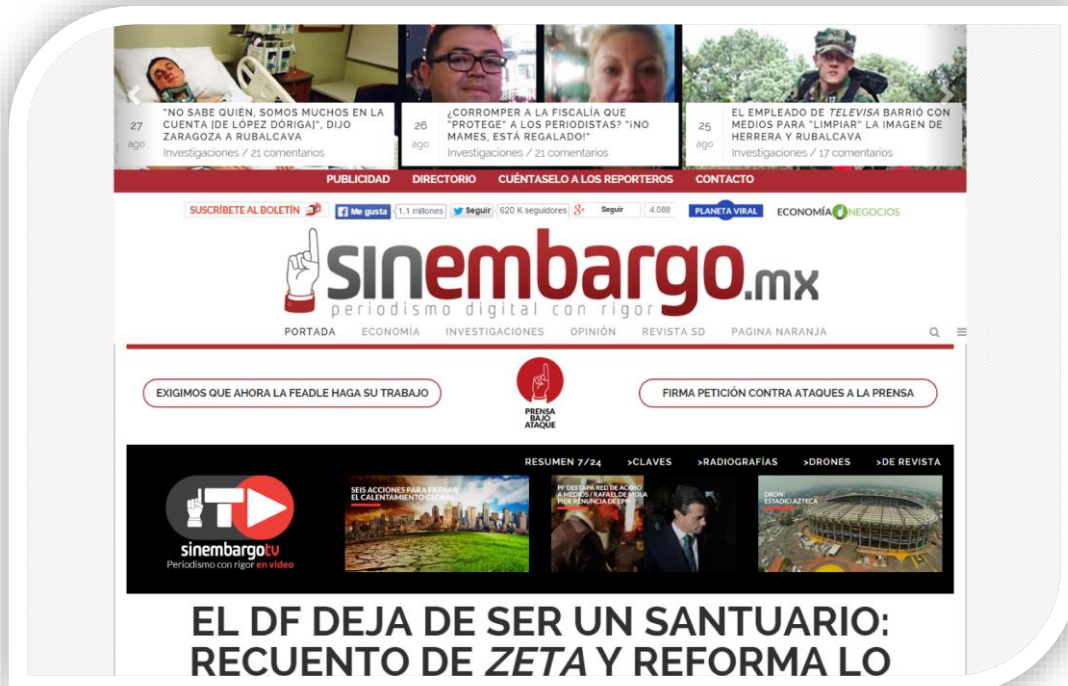 27
ago
"NO SABE QUIÉN, SOMOS MUCHOS EN LA
CUENTA [DE LÓPEZ DÓRIGA]", DIJO
ZARAGOZA A RUBALCAVA
Investigaciones / 21 comentarios
26
ago
¿CORROMPER A LA FISCALÍA QUE
"PROTEGE" A LOS PERIODISTAS? "¡NO
MAMES, ESTÁ REGALADO!"
Investigaciones / 21 comentarios
25
ago
EL EMPLEADO DE TELEVISA BARRIÓ CON
MEDIOS PARA "LIMPIAR" LA IMAGEN DE
HERRERA Y RUBALCAVA
Investigaciones / 17 comentarios
PUBLICIDAD DIRECTORIO CUÉNTASELO A LOS REPORTEROS CONTACTO
SUSCRÍBETE AL BOLETÍN Me gusta 1,1 millones Seguir 620 K seguidores Seguir 4.088 PLANETA VIRAL ECONOMÍA NEGOCIOS
sinembargo.mx
periodismo digital con rigor
PORTADA ECONOMÍA INVESTIGACIONES OPINIÓN REVISTA SD PAGINA NARANJA
EXIGIMOS QUE AHORA LA FEADLE HAGA SU TRABAJO
PRENSA
BAJO
ATAQUE
FIRMA PETICIÓN CONTRA ATAQUES A LA PRENSA
RESUMEN 7/24 >CLAVES >RADIOGRAFÍAS >DRONES >DE REVISTA
sinembargotv
Periodismo con rigor en video
SEIS ACCIONES PARA FRENAR
EL CALENTAMIENTO GLOBAL
PF DESTAPA RED DE ACOSO
A MEDIOS / RAFAEL DE MOLA
PIDE RENUNCIA DE EPN
DRON:
ESTADIO AZTECA
EL DF DEJA DE SER UN SANTUARIO:
RECUENTO DE ZETA Y REFORMA LO